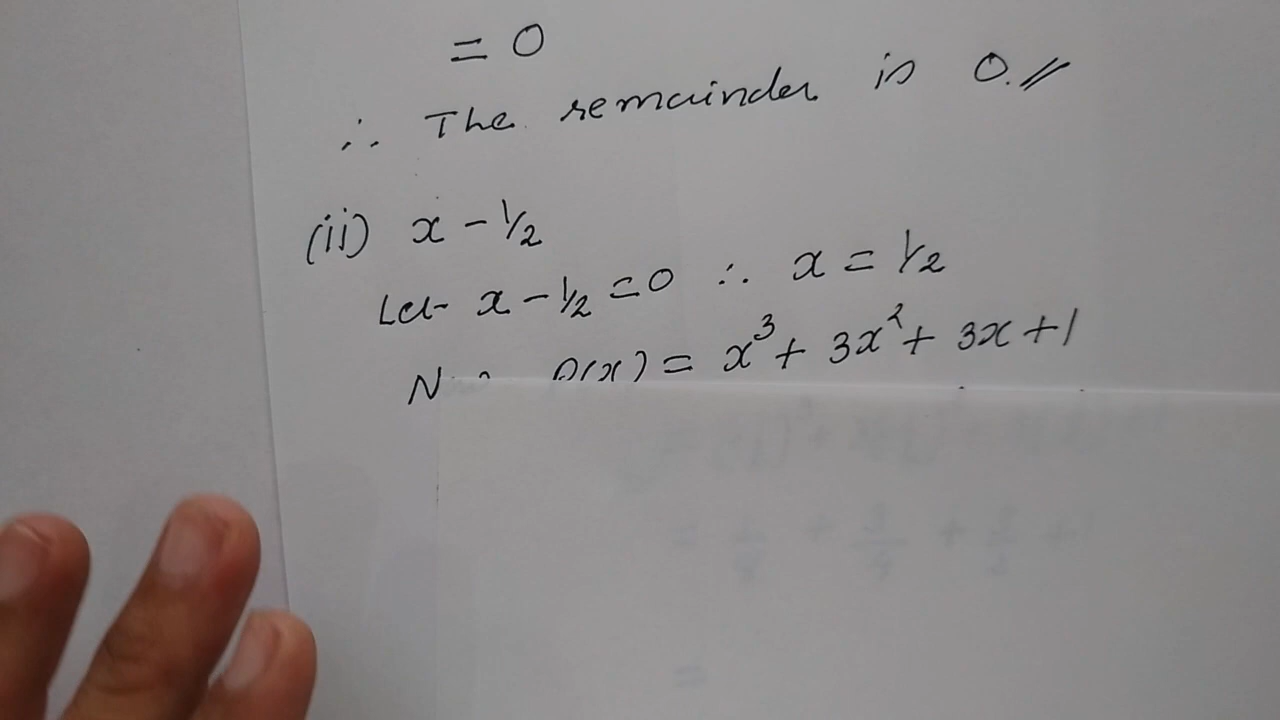 = 0
∴ The remainder is 0.//
(ii) x - 1/2
Let x - 1/2 = 0 ∴ x = 1/2
= x³ + 3x² + 3x + 1